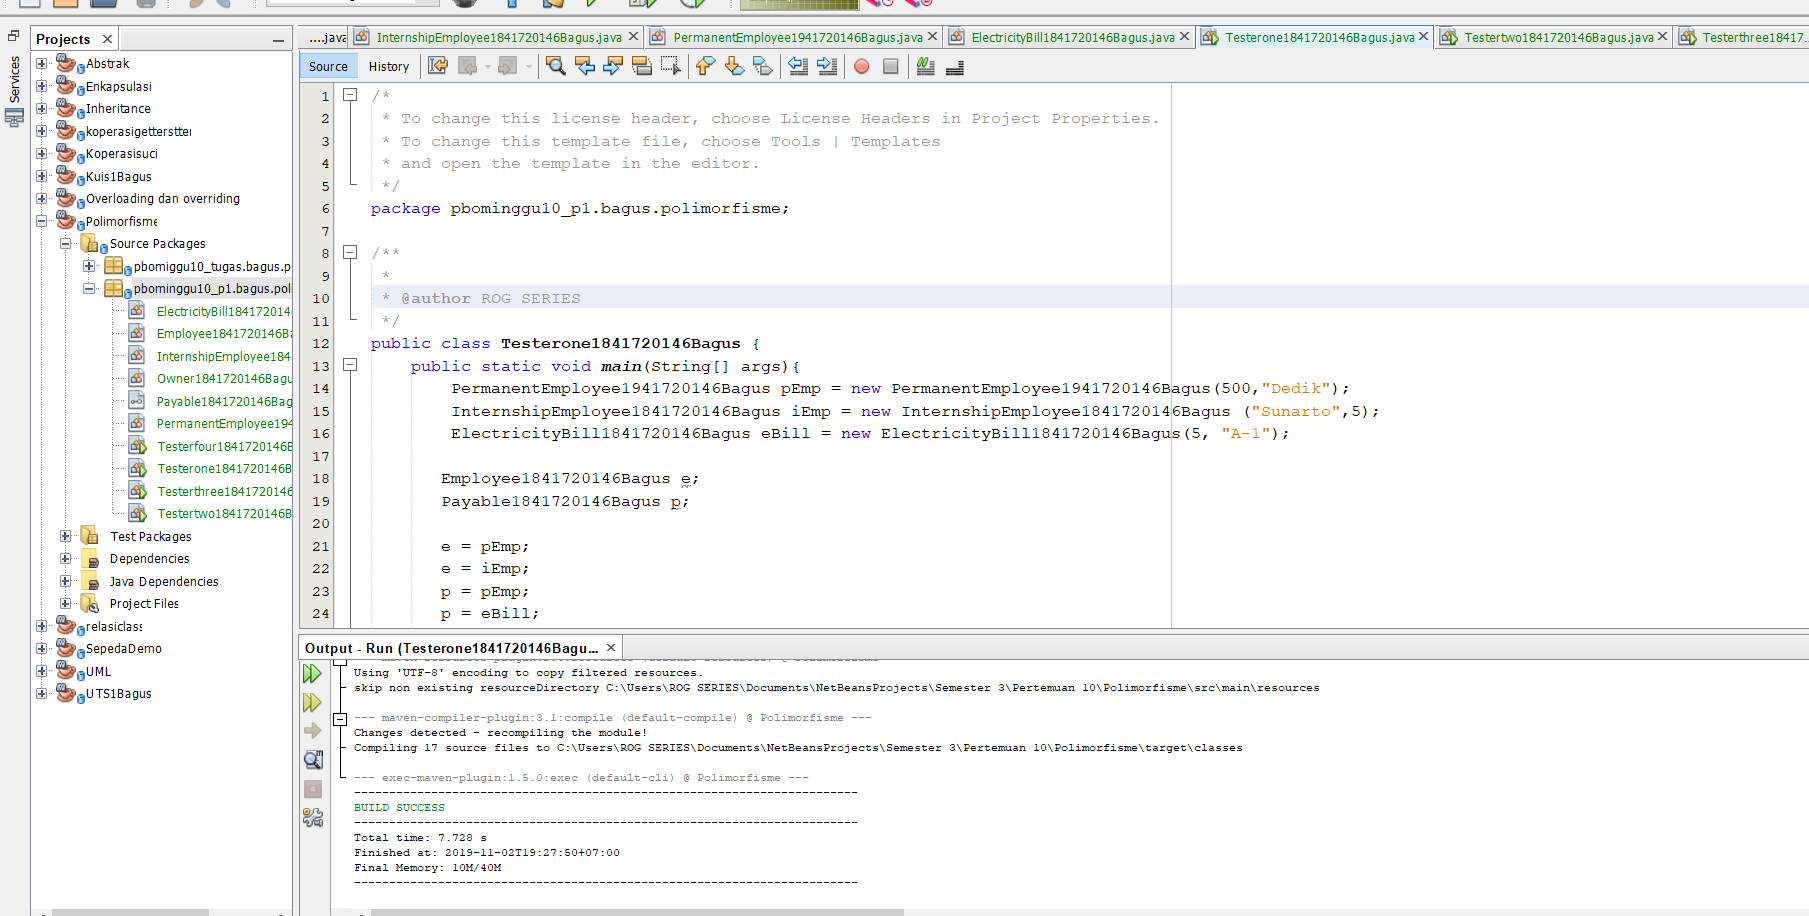 Services
Projects
Abstrak
Enkapsulasi
Inheritance
koperasigetterstter
Koperasisuci
Kuis1Bagus
Overloading dan overriding
Polimorfisme
Source Packages
pbomiggu10_tugas.bagus.p
pbominggu10_p1.bagus.pol
ElectricityBill184172014
Employee1841720146Ba
InternshipEmployee184
Owner1841720146Bagu
Payable1841720146Bag
PermanentEmployee194
Testerfour1841720146B
Testerone1841720146B
Testerthree184172014
Testertwo1841720146B
Test Packages
Dependencies
Java Dependencies
Project Files
relasiclass
SepedaDemo
UML
UTS1Bagus
....java InternshipEmployee1841720146Bagus.java PermanentEmployee1941720146Bagus.java ElectricityBill1841720146Bagus.java Testerone1841720146Bagus.java Testertwo1841720146Bagus.java Testerthree18417...
Source History
1 /*
2 * To change this license header, choose License Headers in Project Properties.
3 * To change this template file, choose Tools | Templates
4 * and open the template in the editor.
5 */
6 package pbominggu10_p1.bagus.polimorfisme;
7
8 /**
9 *
10 * @author ROG SERIES
11 */
12 public class Testerone1841720146Bagus {
13 public static void main(String[] args){
14 PermanentEmployee1941720146Bagus pEmp = new PermanentEmployee1941720146Bagus(500,"Dedik");
15 InternshipEmployee1841720146Bagus iEmp = new InternshipEmployee1841720146Bagus ("Sunarto",5);
16 ElectricityBill1841720146Bagus eBill = new ElectricityBill1841720146Bagus(5, "A-1");
17
18 Employee1841720146Bagus e;
19 Payable1841720146Bagus p;
20
21 e = pEmp;
22 e = iEmp;
23 p = pEmp;
24 p = eBill;
Output - Run (Testerone1841720146Bagu...
Using 'UTF-8' encoding to copy filtered resources.
skip non existing resourceDirectory C:\Users\ROG SERIES\Documents\NetBeansProjects\Semester 3\Pertemuan 10\Polimorfisme\src\main\resources
--- maven-compiler-plugin:3.1:compile (default-compile) @ Polimorfisme ---
Changes detected - recompiling the module!
Compiling 17 source files to C:\Users\ROG SERIES\Documents\NetBeansProjects\Semester 3\Pertemuan 10\Polimorfisme\target\classes
--- exec-maven-plugin:1.5.0:exec (default-cli) @ Polimorfisme ---
------------------------------------------------------------------------
BUILD SUCCESS
------------------------------------------------------------------------
Total time: 7.728 s
Finished at: 2019-11-02T19:27:50+07:00
Final Memory: 10M/40M
------------------------------------------------------------------------